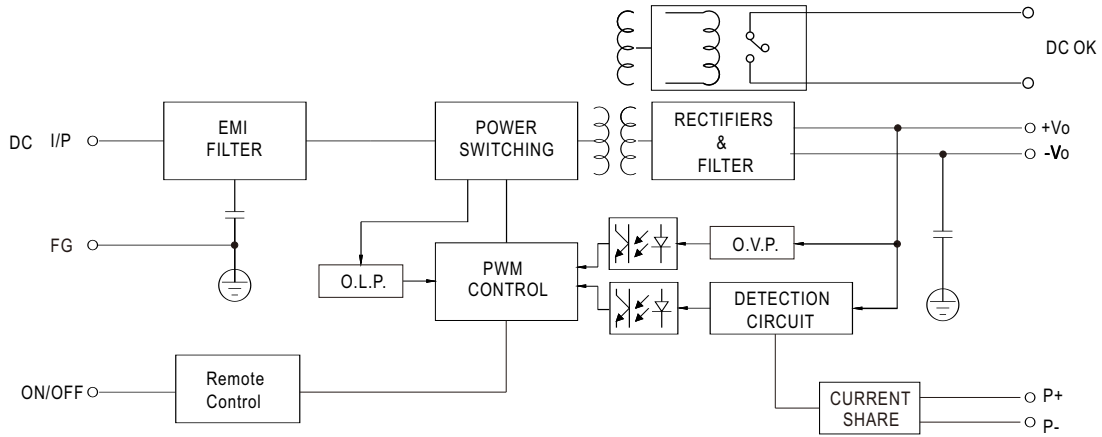 DC OK
DC I/P
EMI
FILTER
POWER
SWITCHING
RECTIFIERS
&
FILTER
+Vo
-Vo
FG
O.L.P.
PWM
CONTROL
O.V.P.
DETECTION
CIRCUIT
ON/OFF
Remote
Control
CURRENT
SHARE
P+
P-